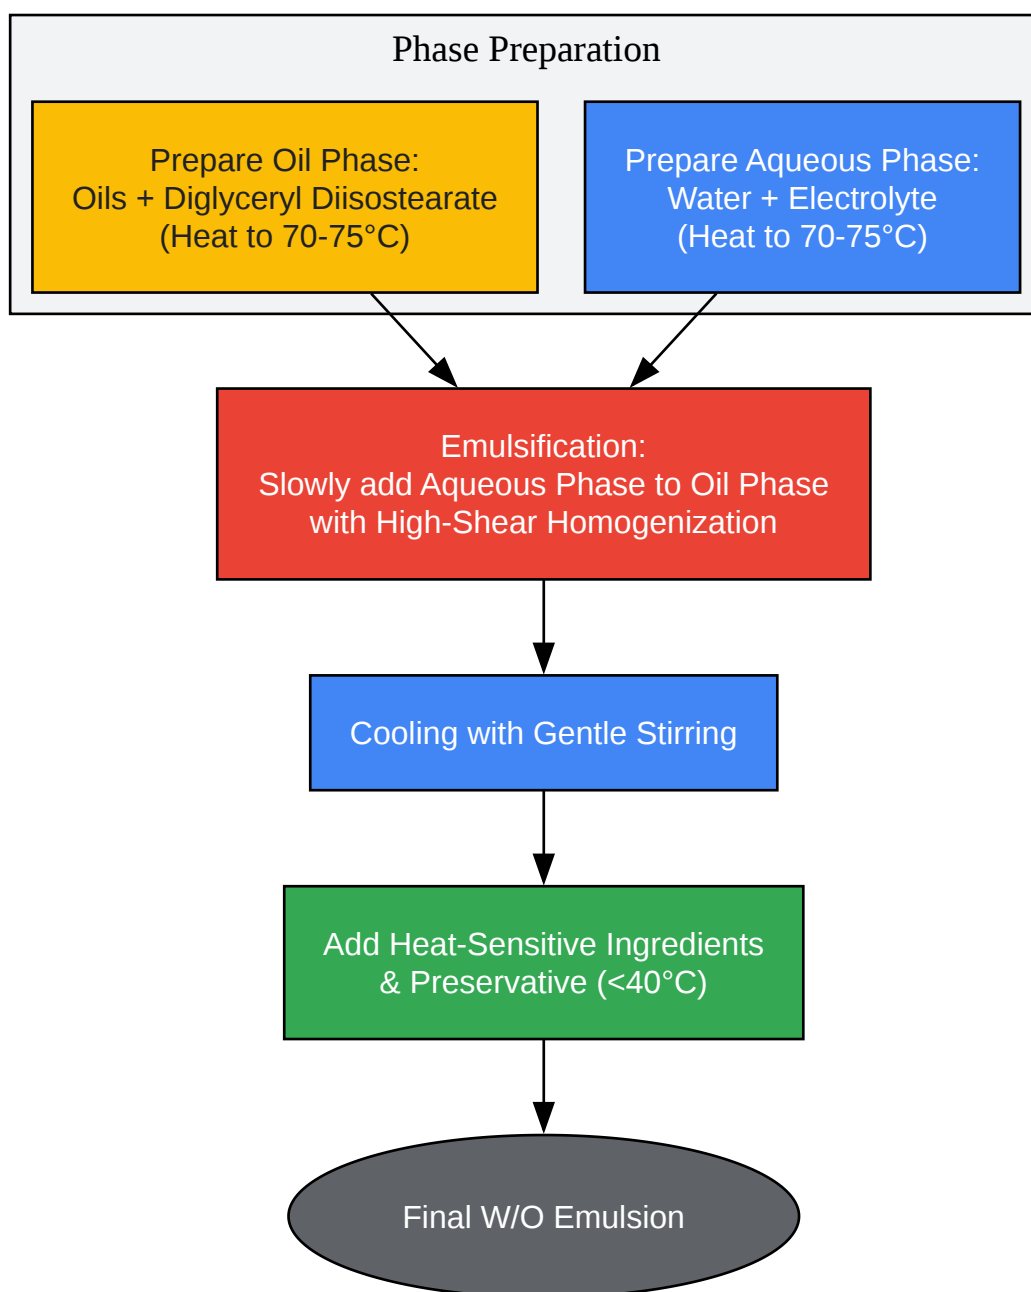 Phase Preparation
Prepare Oil Phase:
Oils + Diglyceryl Diisostearate
(Heat to 70-75°C)
Prepare Aqueous Phase:
Water + Electrolyte
(Heat to 70-75°C)
Emulsification:
Slowly add Aqueous Phase to Oil Phase
with High-Shear Homogenization
Cooling with Gentle Stirring
Add Heat-Sensitive Ingredients
& Preservative (<40°C)
Final W/O Emulsion